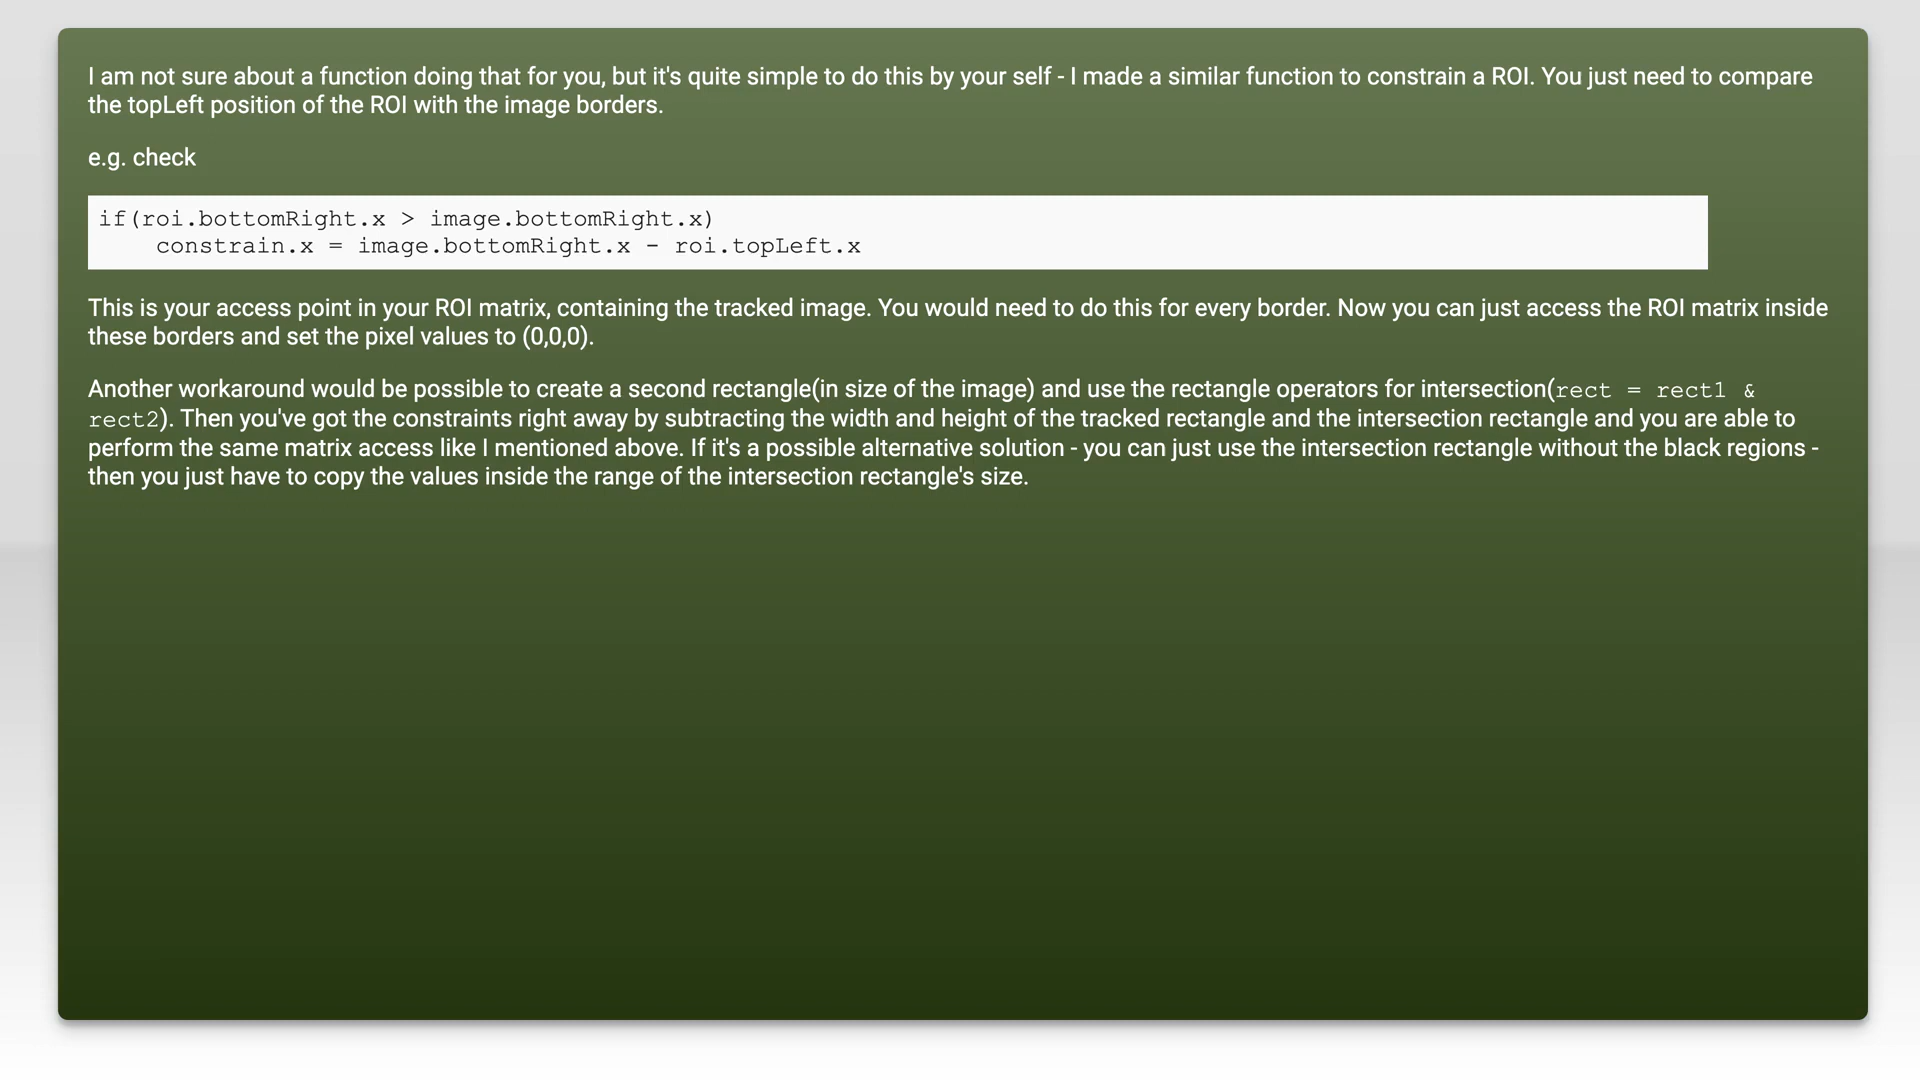 I am not sure about a function doing that for you, but it's quite simple to do this by your self - I made a similar function to constrain a ROI. You just need to compare
the topLeft position of the ROI with the image borders.
e.g. check
if(roi.bottomRight.x > image.bottomRight.x)
    constrain.x = image.bottomRight.x - roi.topLeft.x
This is your access point in your ROI matrix, containing the tracked image. You would need to do this for every border. Now you can just access the ROI matrix inside
these borders and set the pixel values to (0,0,0).
Another workaround would be possible to create a second rectangle(in size of the image) and use the rectangle operators for intersection(rect = rect1 &
rect2). Then you've got the constraints right away by subtracting the width and height of the tracked rectangle and the intersection rectangle and you are able to
perform the same matrix access like I mentioned above. If it's a possible alternative solution - you can just use the intersection rectangle without the black regions -
then you just have to copy the values inside the range of the intersection rectangle's size.